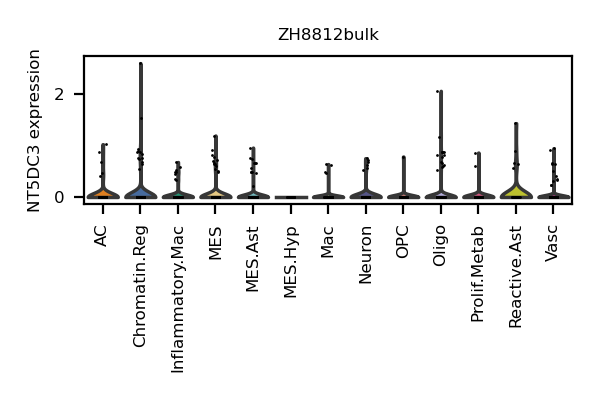 ZH8812bulk
NT5DC3 expression
2
0
AC
Chromatin.Reg
Inflammatory.Mac
MES
MES.Ast
MES.Hyp
Mac
Neuron
OPC
Oligo
Prolif.Metab
Reactive.Ast
Vasc